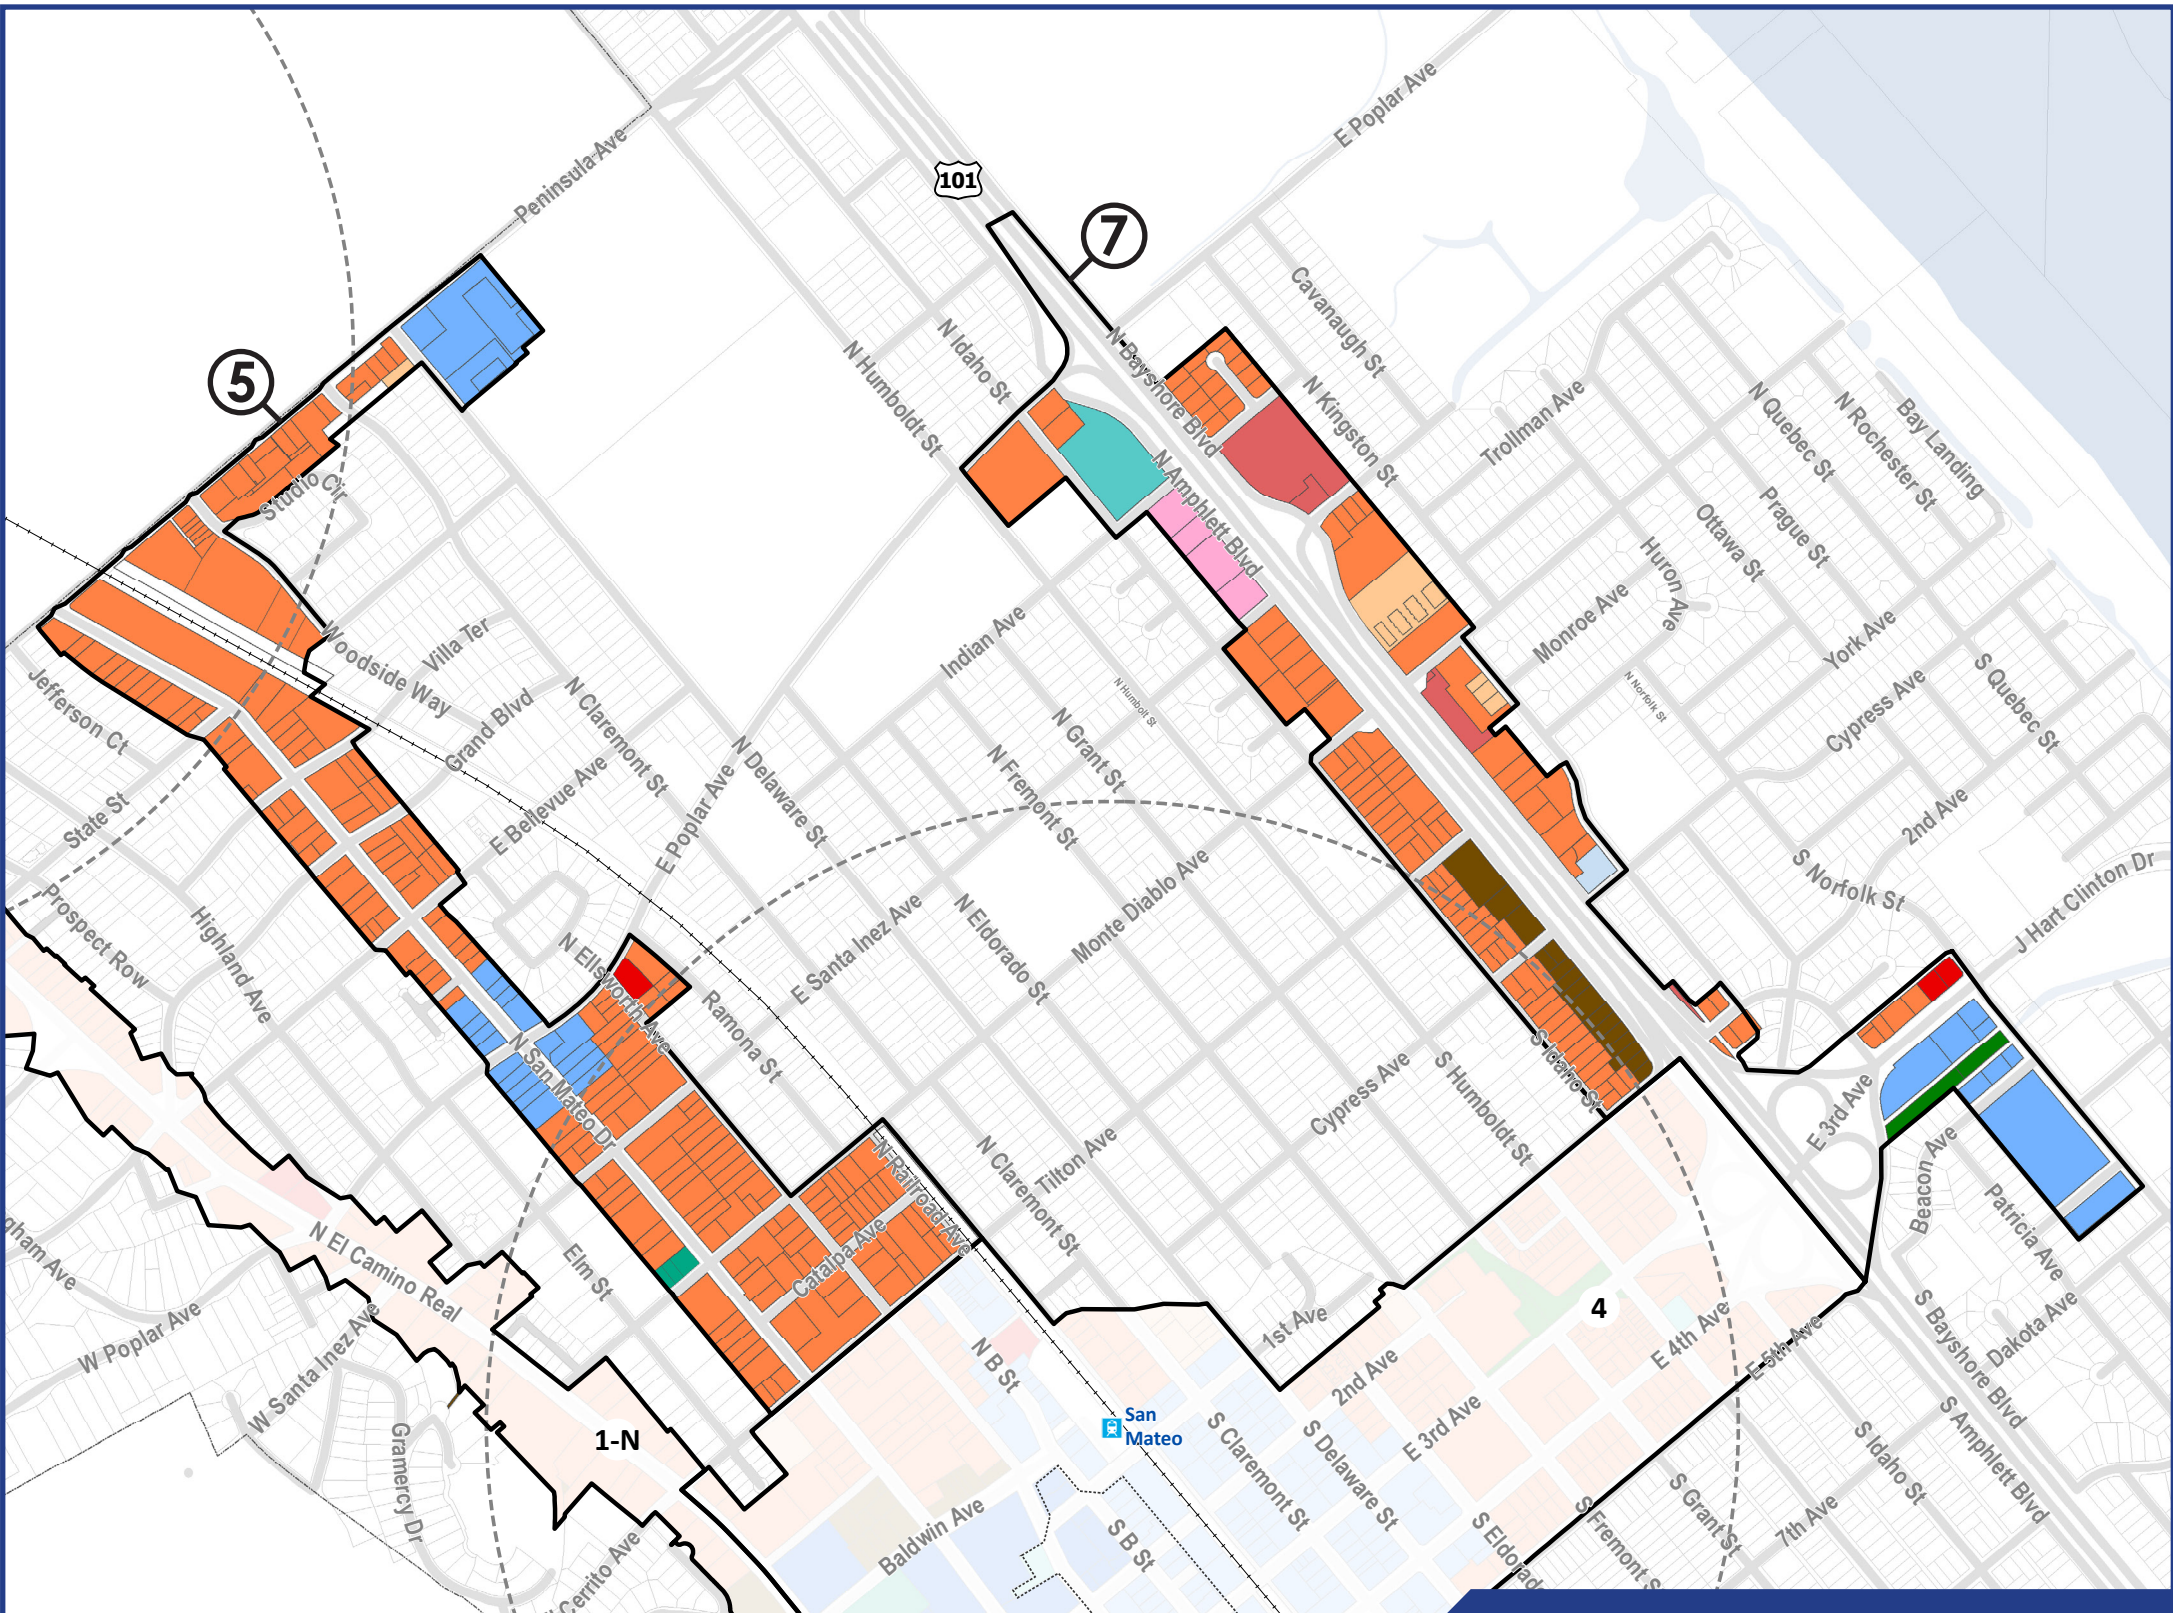 Peninsula Ave
E Poplar Ave
101
7
5
Cavanaugh St
N Bayshore Blvd
N Idaho St
N Humboldt St
N Kingston St
Trollman Ave
N Quebec St
N Rochester St
Bay Landing
N Amphlett Blvd
Studio Cir
Prague St
Ottawa St
Huron Ave
Monroe Ave
York Ave
Indian Ave
Woodside Way
Villa Ter
Jefferson Ct
N Humbolt St
N Norfolk St
S Quebec St
Cypress Ave
Grand Blvd
N Claremont St
N Grant St
N Fremont St
N Delaware St
E Bellevue Ave
E Poplar Ave
State St
2nd Ave
S Norfolk St
J Hart Clinton Dr
Monte Diablo Ave
E Santa Inez Ave
N Eldorado St
Prospect Row
Highland Ave
N Ellsworth Ave
Ramona St
N San Mateo Dr
S Idaho St
S Humboldt St
Cypress Ave
E 3rd Ave
Beacon Ave
Patricia Ave
N Railroad Ave
N Claremont St
Tilton Ave
Catalpa Ave
Elm St
N El Camino Real
gham Ave
W Poplar Ave
W Santa Inez Ave
Gramercy Dr
1-N
4
1st Ave
2nd Ave
E 3rd Ave
E 4th Ave
E 5th Ave
S Bayshore Blvd
Dakota Ave
S Amphlett Blvd
S Idaho St
N B St
San
Mateo
S Claremont St
S Delaware St
S Grant St
7th Ave
S Fremont S
S Eldorad
Baldwin Ave
S B St
Cerrito Ave